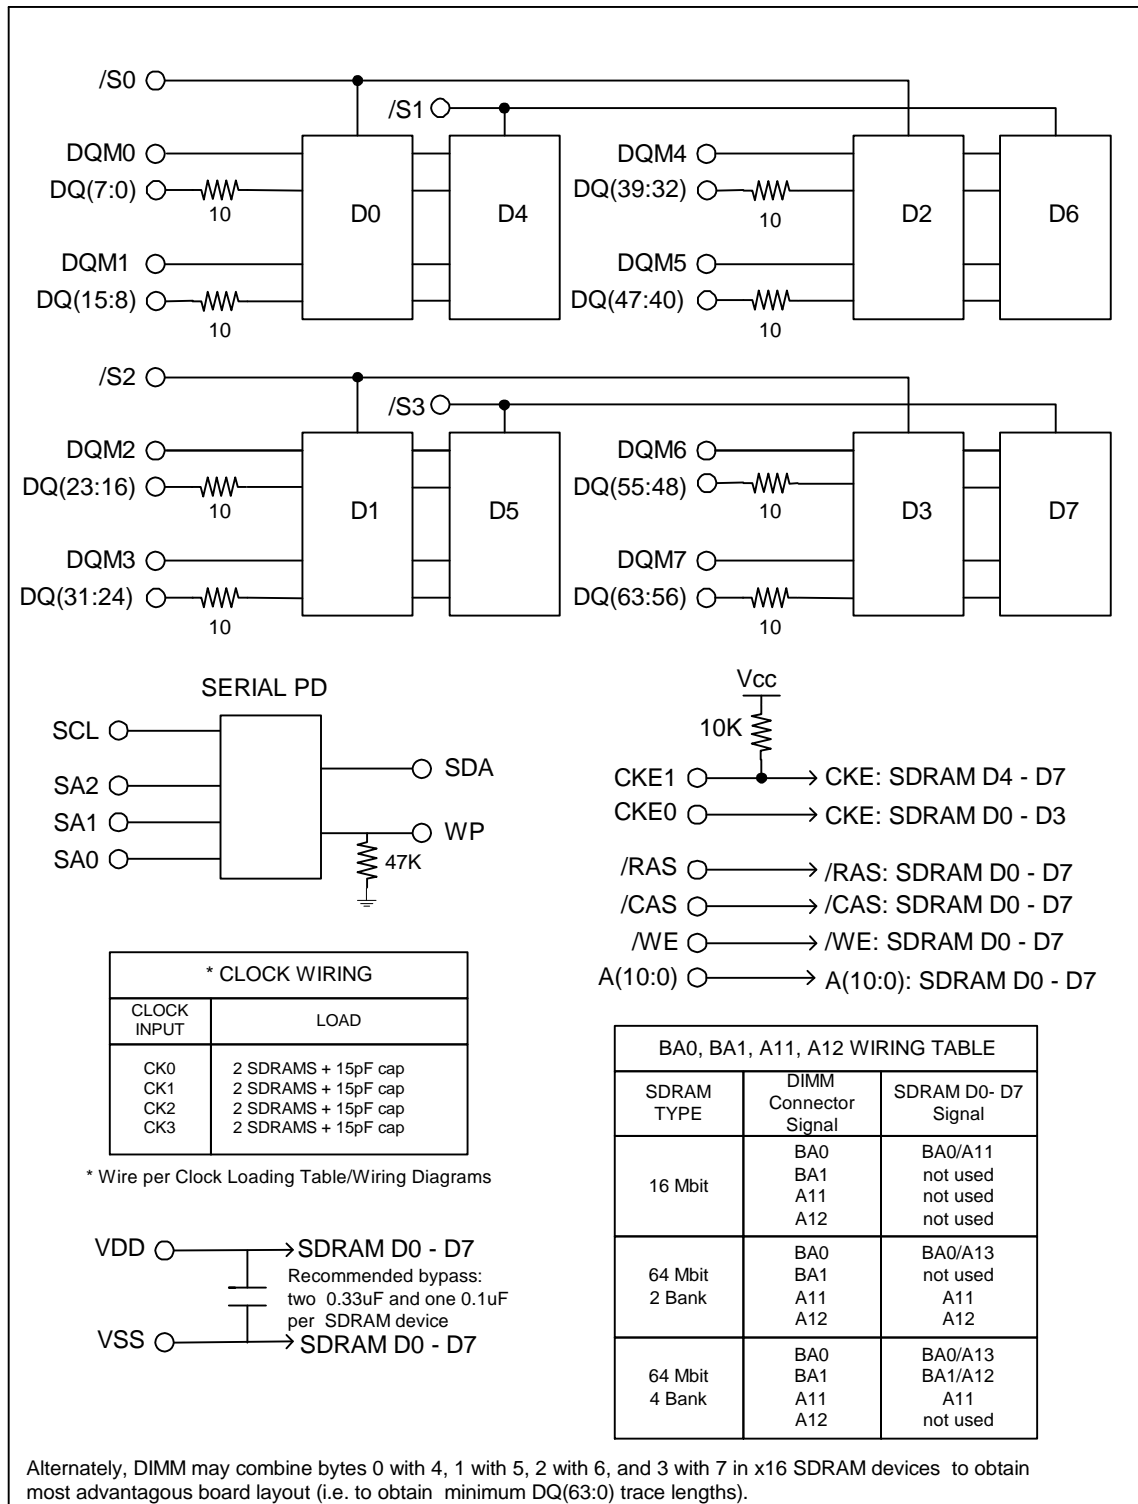 /S0
/S1
DQM0
DQ(7:0)
10
DQM1
DQ(15:8)
10
D0
D4
DQM4
DQ(39:32)
10
DQM5
DQ(47:40)
10
D2
D6
/S2
/S3
DQM2
DQ(23:16)
10
DQM3
DQ(31:24)
10
D1
D5
DQM6
DQ(55:48)
10
DQM7
DQ(63:56)
10
D3
D7
SERIAL PD
SCL
SA2
SA1
SA0
SDA
WP
47K
Vcc
10K
CKE1 CKE: SDRAM D4 - D7
CKE0 CKE: SDRAM D0 - D3
/RAS /RAS: SDRAM D0 - D7
/CAS /CAS: SDRAM D0 - D7
/WE /WE: SDRAM D0 - D7
A(10:0) A(10:0): SDRAM D0 - D7
* CLOCK WIRING
CLOCK INPUT LOAD
CK0 2 SDRAMS + 15pF cap
CK1 2 SDRAMS + 15pF cap
CK2 2 SDRAMS + 15pF cap
CK3 2 SDRAMS + 15pF cap
* Wire per Clock Loading Table/Wiring Diagrams
VDD SDRAM D0 - D7
Recommended bypass:
two 0.33uF and one 0.1uF
per SDRAM device
VSS SDRAM D0 - D7
BA0, BA1, A11, A12 WIRING TABLE
SDRAM TYPE DIMM Connector Signal SDRAM D0- D7 Signal
16 Mbit
BA0 BA0/A11
BA1 not used
A11 not used
A12 not used
64 Mbit
2 Bank
BA0 BA0/A13
BA1 not used
A11 A11
A12 A12
64 Mbit
4 Bank
BA0 BA0/A13
BA1 BA1/A12
A11 A11
A12 not used
Alternately, DIMM may combine bytes 0 with 4, 1 with 5, 2 with 6, and 3 with 7 in x16 SDRAM devices to obtain
most advantagous board layout (i.e. to obtain minimum DQ(63:0) trace lengths).